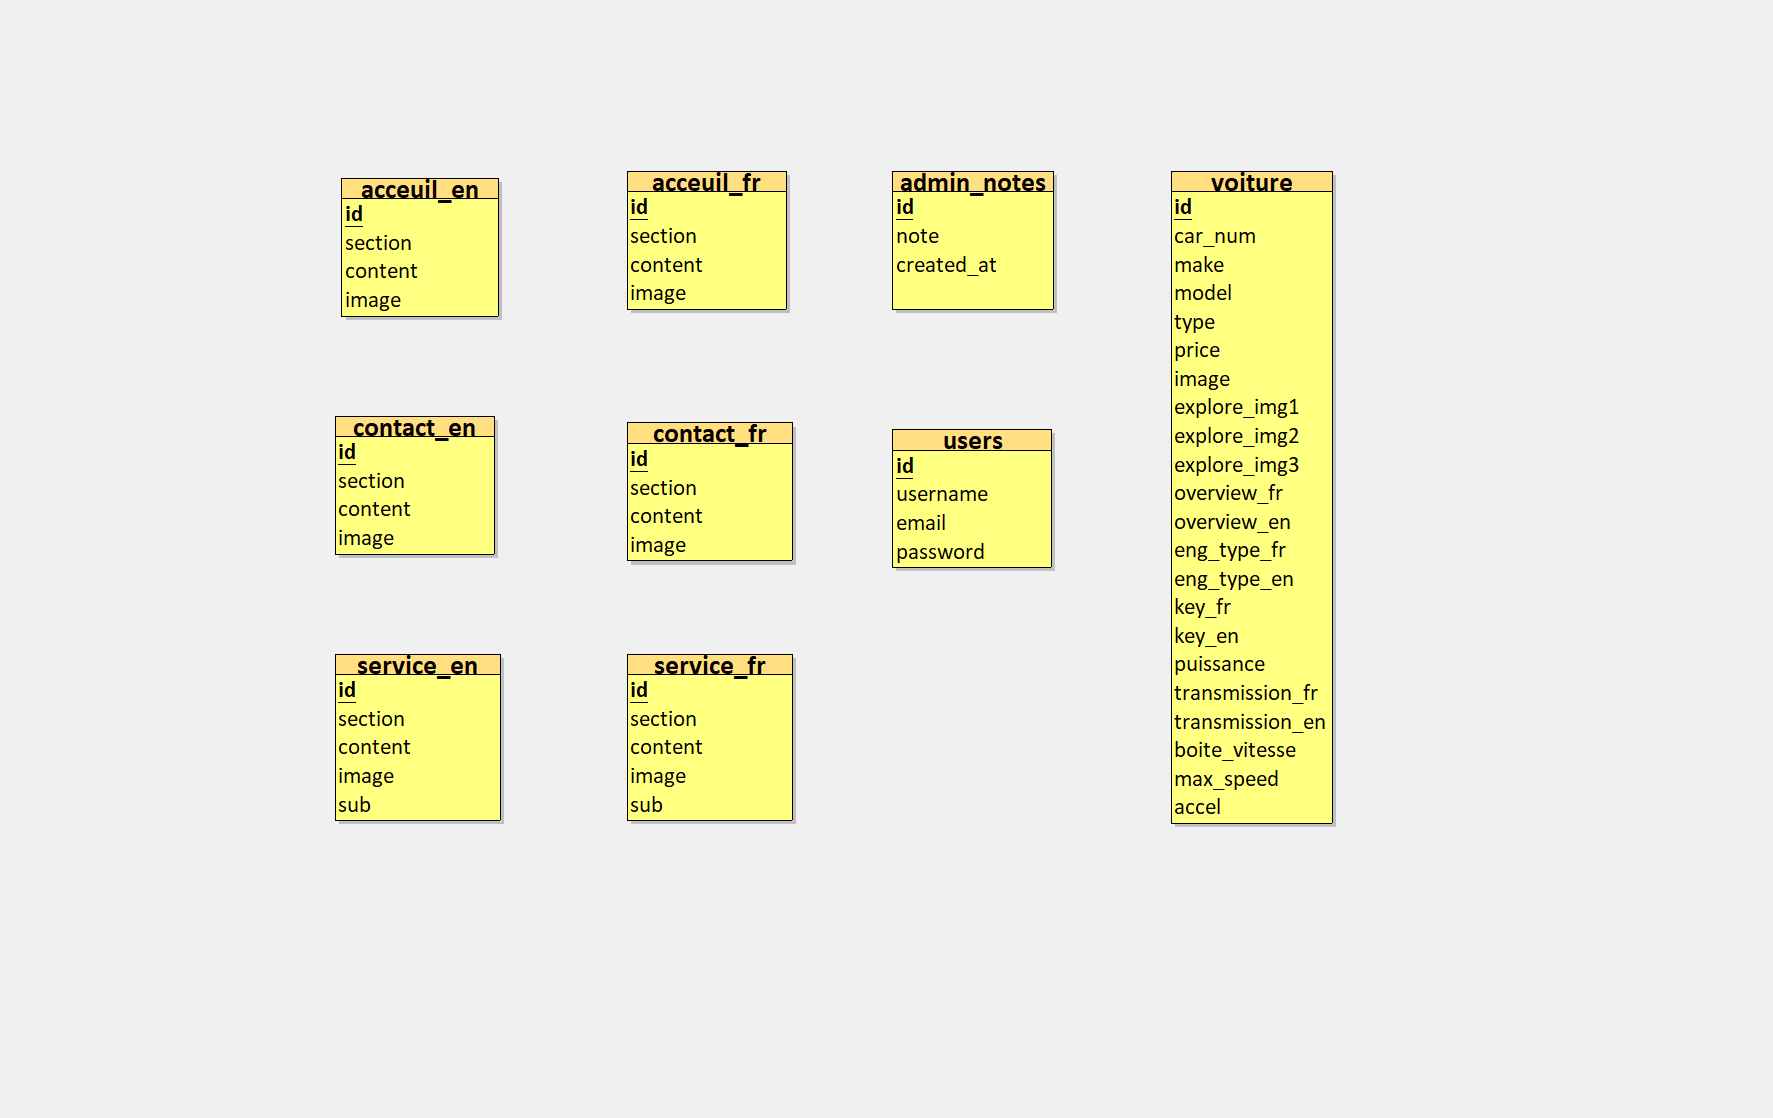 acceuil_en
id
section
content
image
acceuil_fr
id
section
content
image
admin_notes
id
note
created_at
voiture
id
car_num
make
model
type
price
image
explore_img1
explore_img2
explore_img3
overview_fr
overview_en
eng_type_fr
eng_type_en
key_fr
key_en
puissance
transmission_fr
transmission_en
boite_vitesse
max_speed
accel
contact_en
id
section
content
image
contact_fr
id
section
content
image
users
id
username
email
password
service_en
id
section
content
image
sub
service_fr
id
section
content
image
sub